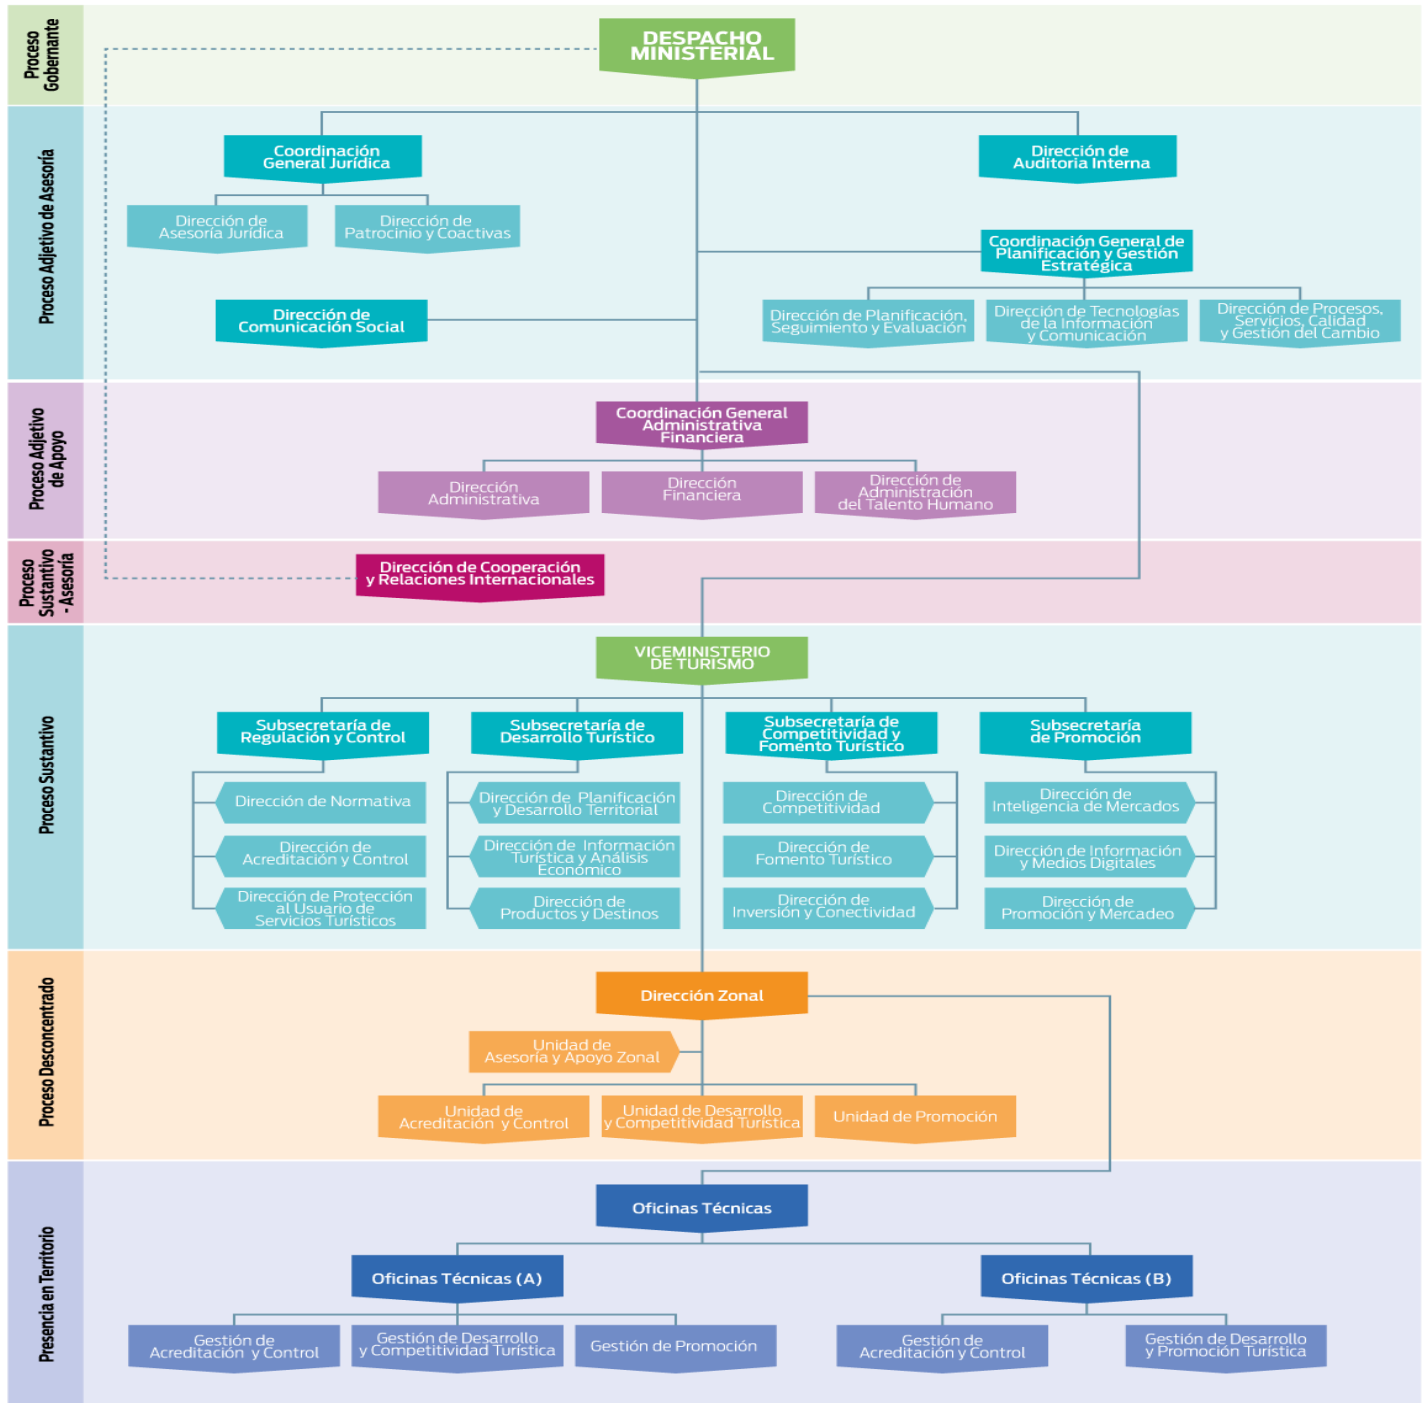 Proceso
Gobernante
DESPACHO
MINISTERIAL
Proceso Adjetivo de Asesoría
Coordinación
General Jurídica
Dirección de
Auditoria Interna
Dirección de
Asesoría Jurídica
Dirección de
Patrocinio y Coactivas
Coordinación General de
Planificación y Gestión
Estratégica
Dirección de
Comunicación Social
Dirección de Planificación,
Seguimiento y Evaluación
Dirección de Tecnologías
de la Información
y Comunicación
Dirección de Procesos,
Servicios, Calidad
y Gestión del Cambio
Proceso Adjetivo
de Apoyo
Coordinación General
Administrativa
Financiera
Dirección
Administrativa
Dirección
Financiera
Dirección de
Administración
del Talento Humano
Proceso
Sustantivo
- Asesoría
Dirección de Cooperación
y Relaciones Internacionales
Proceso Sustantivo
VICEMINISTERIO
DE TURISMO
Subsecretaría de
Regulación y Control
Subsecretaría de
Desarrollo Turístico
Subsecretaría de
Competitividad y
Fomento Turístico
Subsecretaría
de Promoción
Dirección de Normativa
Dirección de Planificación
y Desarrollo Territorial
Dirección de
Competitividad
Dirección de
Inteligencia de Mercados
Dirección de
Acreditación y Control
Dirección de Información
Turística y Análisis
Económico
Dirección de
Fomento Turístico
Dirección de Información
y Medios Digitales
Dirección de Protección
al Usuario de
Servicios Turísticos
Dirección de
Productos y Destinos
Dirección de
Inversión y Conectividad
Dirección de
Promoción y Mercadeo
Proceso Desconcentrado
Dirección Zonal
Unidad de
Asesoría y Apoyo Zonal
Unidad de
Acreditación y Control
Unidad de Desarrollo
y Competitividad Turística
Unidad de Promoción
Presencia en Territorio
Oficinas Técnicas
Oficinas Técnicas (A)
Oficinas Técnicas (B)
Gestión de
Acreditación y Control
Gestión de Desarrollo
y Competitividad Turística
Gestión de Promoción
Gestión de
Acreditación y Control
Gestión de Desarrollo
y Promoción Turística